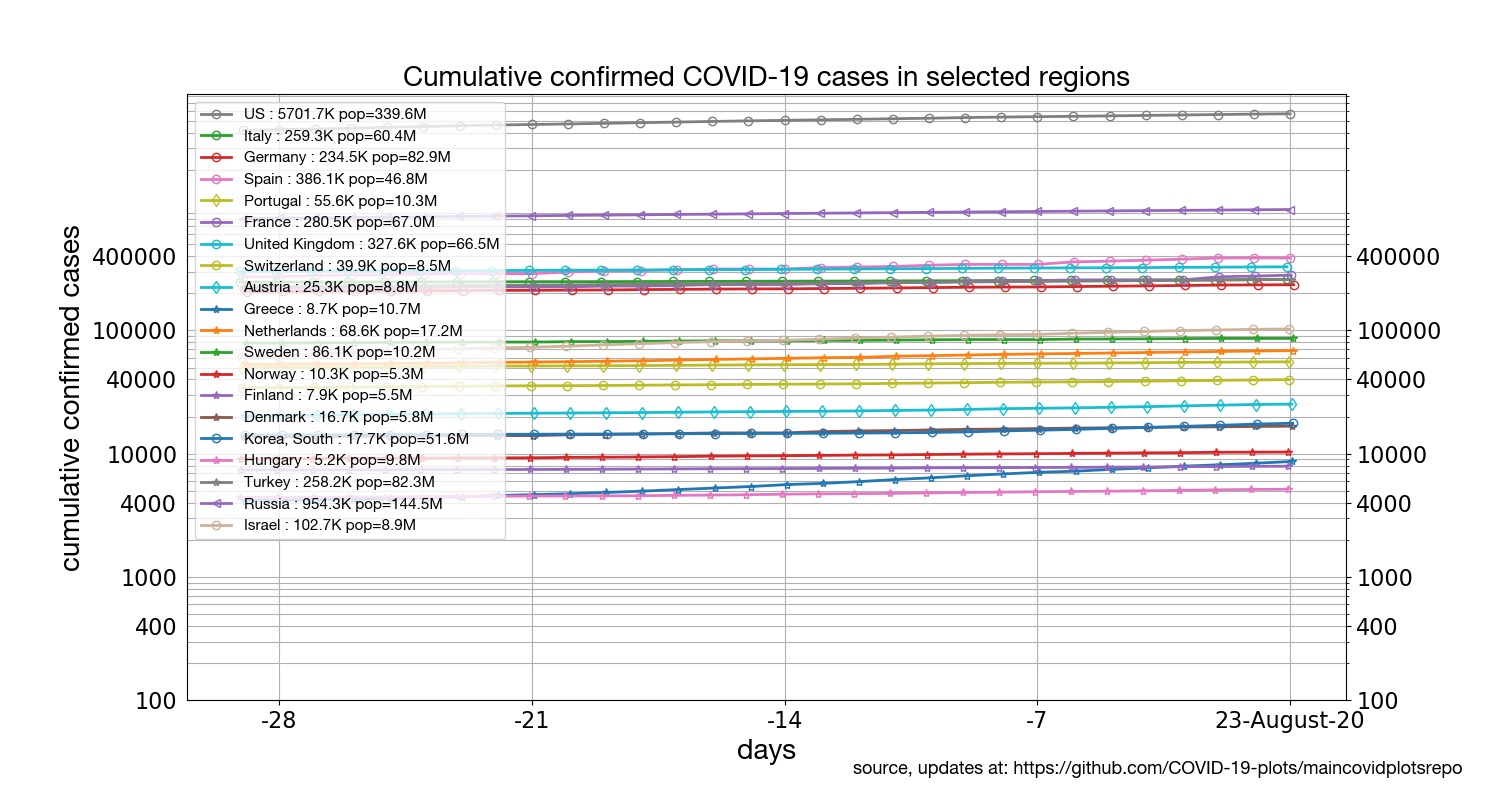 Cumulative confirmed COVID-19 cases in selected regions
US : 5701.7K pop=339.6M
Italy : 259.3K pop=60.4M
Germany : 234.5K pop=82.9M
Spain : 386.1K pop=46.8M
Portugal : 55.6K pop=10.3M
France : 280.5K pop=67.0M
United Kingdom : 327.6K pop=66.5M
Switzerland : 39.9K pop=8.5M
Austria : 25.3K pop=8.8M
Greece : 8.7K pop=10.7M
Netherlands : 68.6K pop=17.2M
Sweden : 86.1K pop=10.2M
Norway : 10.3K pop=5.3M
Finland : 7.9K pop=5.5M
Denmark : 16.7K pop=5.8M
Korea, South : 17.7K pop=51.6M
Hungary : 5.2K pop=9.8M
Turkey : 258.2K pop=82.3M
Russia : 954.3K pop=144.5M
Israel : 102.7K pop=8.9M
cumulative confirmed cases
400000
100000
40000
10000
4000
1000
400
100
400000
100000
40000
10000
4000
1000
400
100
-28 -21 -14 -7 23-August-20
days
source, updates at: https://github.com/COVID-19-plots/maincovidplotsrepo